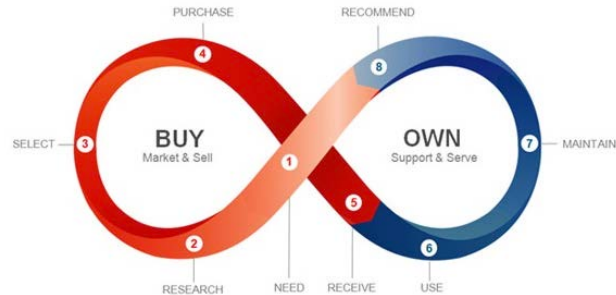 PURCHASE
RECOMMEND
4
8
SELECT
3
BUY
Market & Sell
1
OWN
Support & Serve
7
MAINTAIN
5
2
6
RESEARCH
NEED
RECEIVE
USE